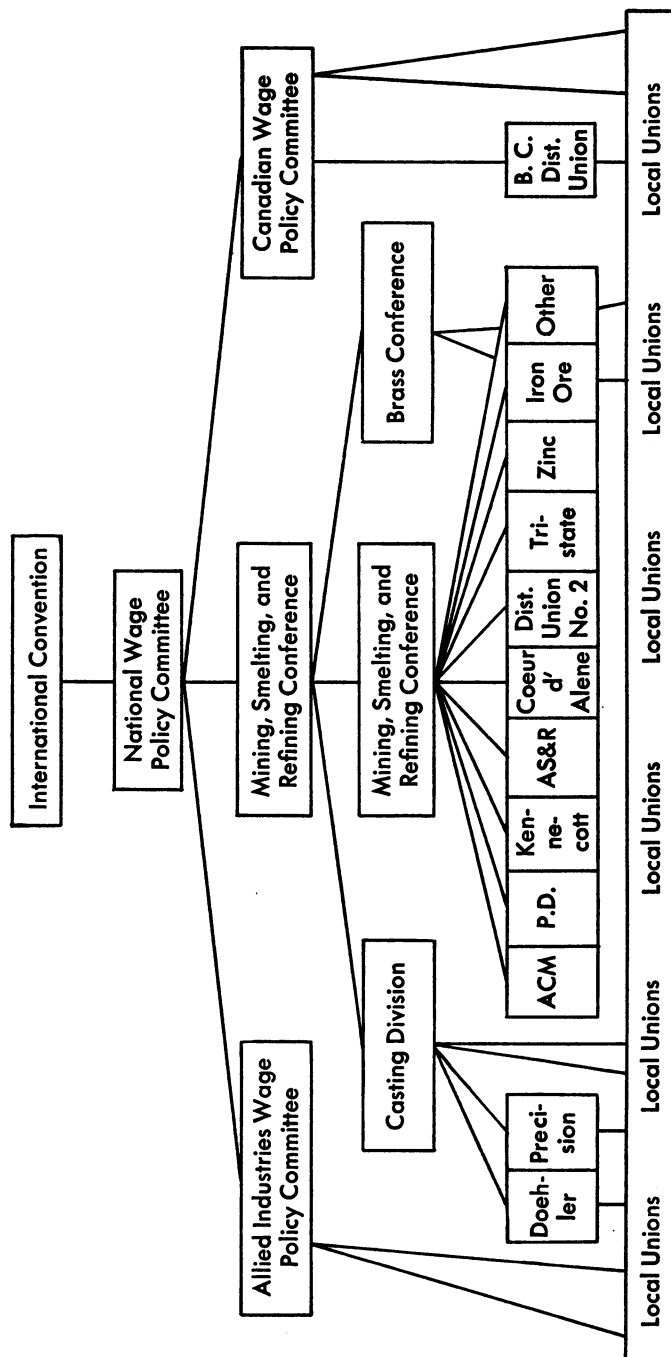 International Convention
National Wage
Policy Committee
Allied Industries Wage
Policy Committee
Mining, Smelting, and
Refining Conference
Canadian Wage
Policy Committee
Casting Division
Mining, Smelting, and
Refining Conference
Brass Conference
Doeh-
ler
Preci-
sion
ACM
P.D.
Ken-
ne-
cott
AS&R
Coeur
d'
Alene
Dist.
Union
No. 2
Tri-
state
Zinc
Iron
Ore
Other
B. C.
Dist.
Union
Local Unions
Local Unions
Local Unions
Local Unions
Local Unions
Local Unions